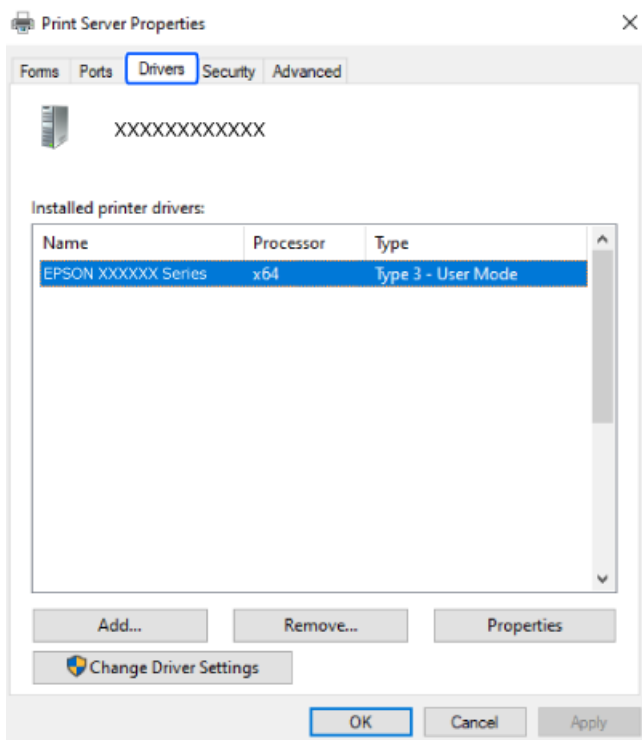 Print Server Properties
Forms Ports Drivers Security Advanced
XXXXXXXXXXXX
Installed printer drivers:
Name Processor Type
EPSON XXXXXX Series x64 Type 3 - User Mode
Add... Remove... Properties
Change Driver Settings
OK Cancel Apply